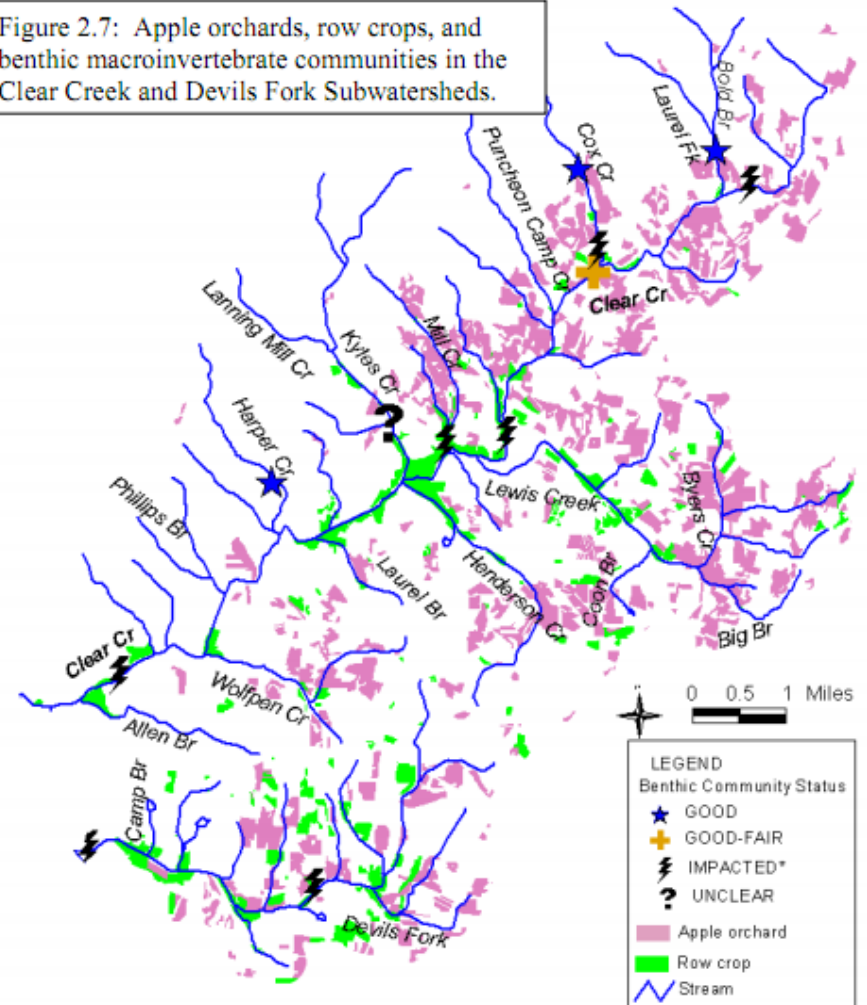 Figure 2.7: Apple orchards, row crops, and
benthic macroinvertebrate communities in the
Clear Creek and Devils Fork Subwatersheds.
Bold Br
Laurel Fk
Cox Cr
Puncheon Camp Cr
Clear Cr
Lanning Mill Cr
Kyles Cr
Mill Cr
?
Harper Cr
Lewis Creek
Byers Cr
Phillips Br
Laurel Br
Henderson Cr
Coon Br
Big Br
Clear Cr
Wolfpen Cr
Allen Br
Camp Br
Devils Fork
0 0.5 1 Miles
LEGEND
Benthic Community Status
GOOD
GOOD-FAIR
IMPACTED*
? UNCLEAR
Apple orchard
Row crop
Stream